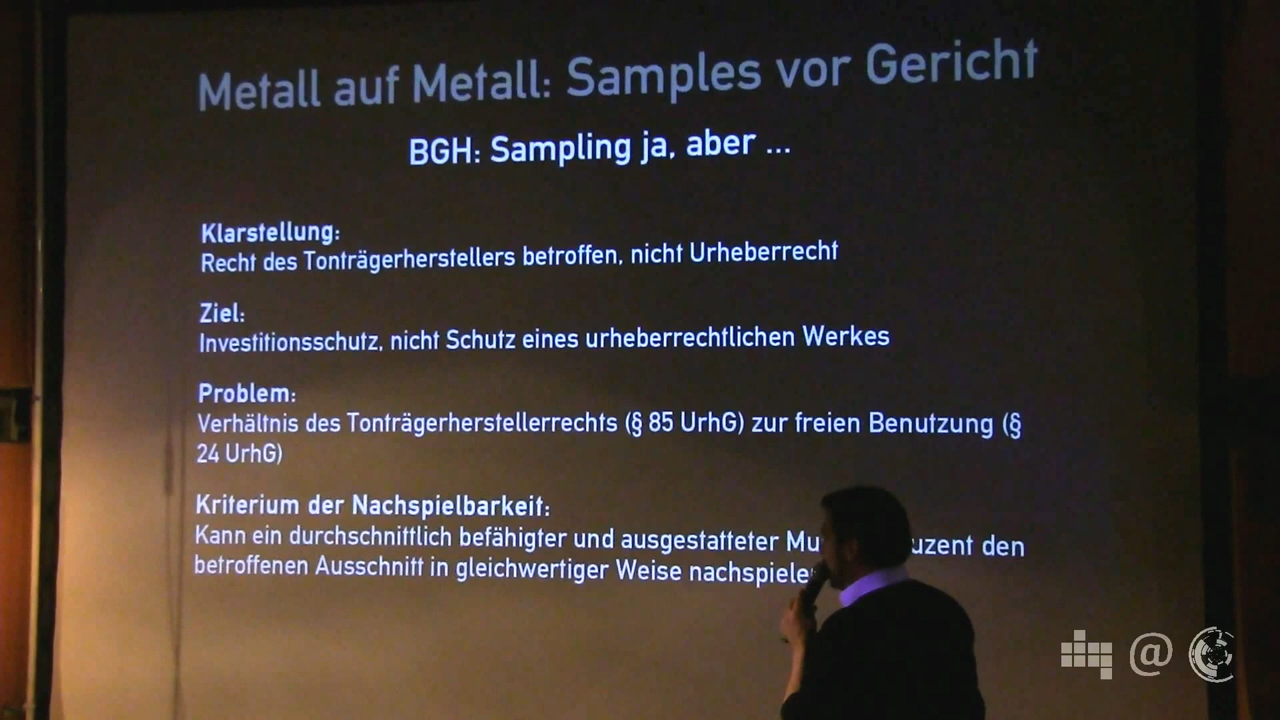 Metall auf Metall: Samples vor Gericht
BGH: Sampling ja, aber ...
Klarstellung:
Recht des Tonträgerherstellers betroffen, nicht Urheberrecht
Ziel:
Investitionsschutz, nicht Schutz eines urheberrechtlichen Werkes
Problem:
Verhältnis des Tonträgerherstellerrechts (§ 85 UrhG) zur freien Benutzung (§
24 UrhG)
Kriterium der Nachspielbarkeit:
Kann ein durchschnittlich befähigter und ausgestatteter den
betroffenen Ausschnitt in gleichwertiger Weise
@